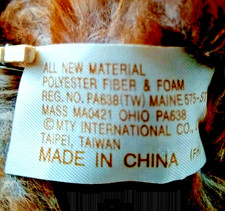 ALL NEW MATERIAL
POLYESTER FIBER & FOAM
REG. NO. PA638(TW) MAINE 575-
MASS MA0421 OHIO PA638
©MTY INTERNATIONAL CO.,
TAIPEI, TAIWAN
MADE IN CHINA